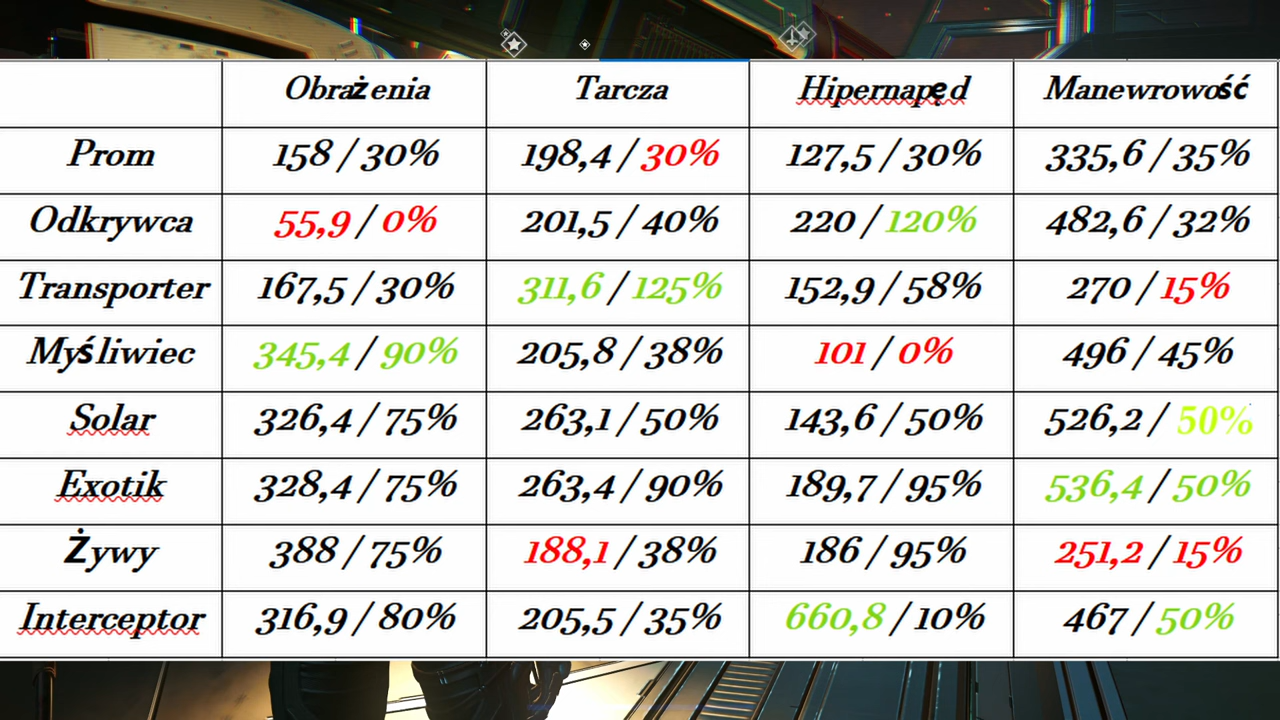 Obrażenia Tarcza Hipernapęd Manewrowość
Prom 158 / 30% 198,4 / 30% 127,5 / 30% 335,6 / 35%
Odkrywca 55,9 / 0% 201,5 / 40% 220 / 120% 482,6 / 32%
Transporter 167,5 / 30% 311,6 / 125% 152,9 / 58% 270 / 15%
Myśliwiec 345,4 / 90% 205,8 / 38% 101 / 0% 496 / 45%
Solar 326,4 / 75% 263,1 / 50% 143,6 / 50% 526,2 / 50%
Exotik 328,4 / 75% 263,4 / 90% 189,7 / 95% 536,4 / 50%
Żywy 388 / 75% 188,1 / 38% 186 / 95% 251,2 / 15%
Interceptor 316,9 / 80% 205,5 / 35% 660,8 / 10% 467 / 50%